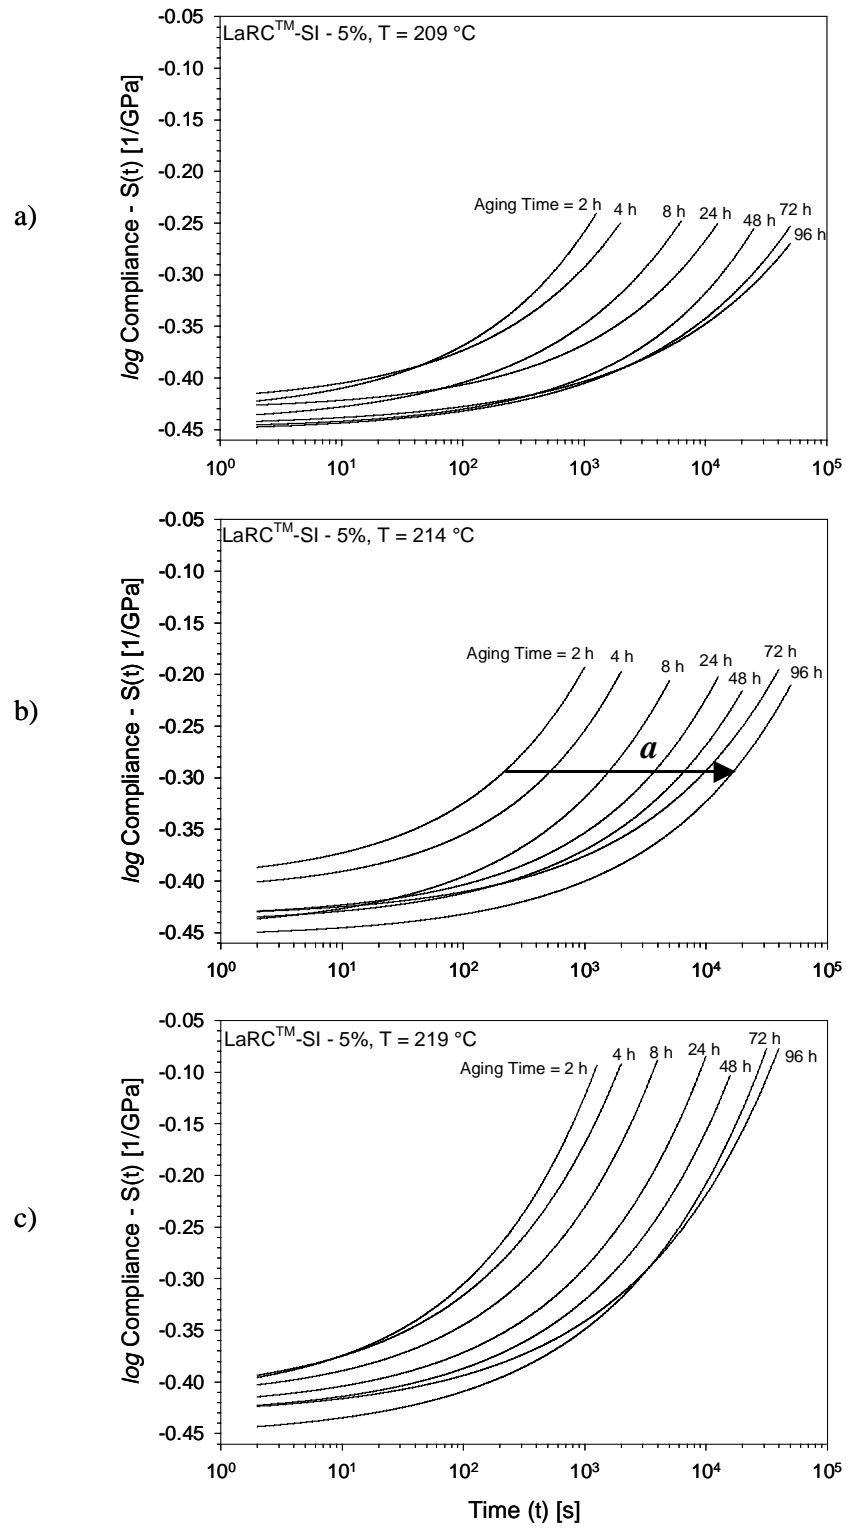 a)
LaRC™-SI - 5%, T = 209 °C
log Compliance - S(t) [1/GPa]
-0.05
-0.10
-0.15
-0.20
-0.25
-0.30
-0.35
-0.40
-0.45
Aging Time = 2 h
4 h
8 h
24 h
48 h
72 h
96 h
10⁰
10¹
10²
10³
10⁴
10⁵
b)
LaRC™-SI - 5%, T = 214 °C
log Compliance - S(t) [1/GPa]
-0.05
-0.10
-0.15
-0.20
-0.25
-0.30
-0.35
-0.40
-0.45
Aging Time = 2 h
4 h
8 h
24 h
48 h
72 h
96 h
a
10⁰
10¹
10²
10³
10⁴
10⁵
c)
LaRC™-SI - 5%, T = 219 °C
log Compliance - S(t) [1/GPa]
-0.05
-0.10
-0.15
-0.20
-0.25
-0.30
-0.35
-0.40
-0.45
Aging Time = 2 h
4 h
8 h
24 h
48 h
72 h
96 h
10⁰
10¹
10²
10³
10⁴
10⁵
Time (t) [s]